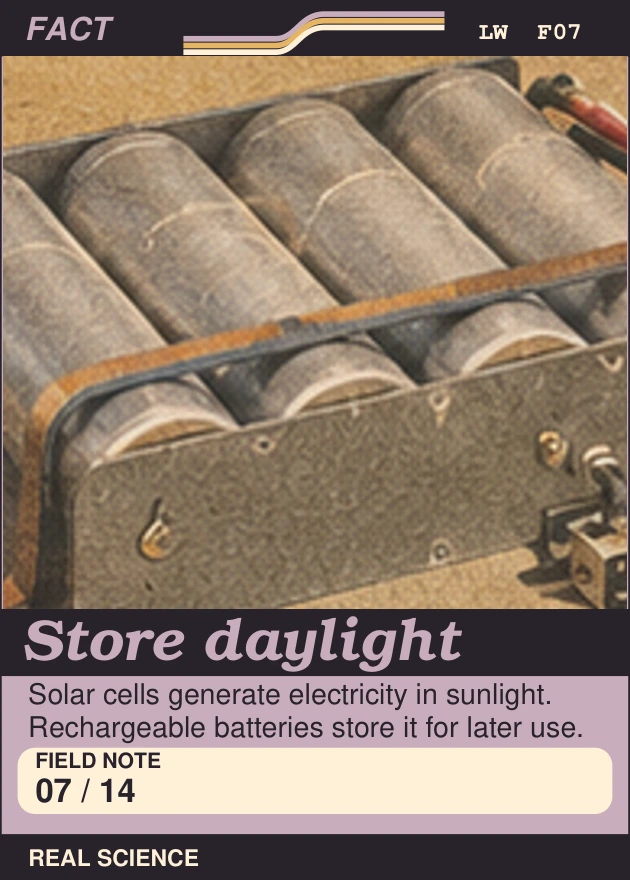 FACT
LW F07
Store daylight
Solar cells generate electricity in sunlight.
Rechargeable batteries store it for later use.
FIELD NOTE
07 / 14
REAL SCIENCE